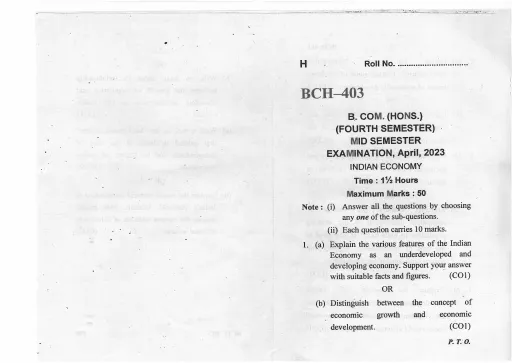 H Roll No. ..............................
BCH–403
B. COM. (HONS.)
(FOURTH SEMESTER)
MID SEMESTER
EXAMINATION, April, 2023
INDIAN ECONOMY
Time : 1½ Hours
Maximum Marks : 50
Note : (i) Answer all the questions by choosing
any one of the sub-questions.
(ii) Each question carries 10 marks.
1. (a) Explain the various features of the Indian
Economy as an underdeveloped and
developing economy. Support your answer
with suitable facts and figures. (CO1)
OR
(b) Distinguish between the concept of
economic growth and economic
development. (CO1)
P. T. O.